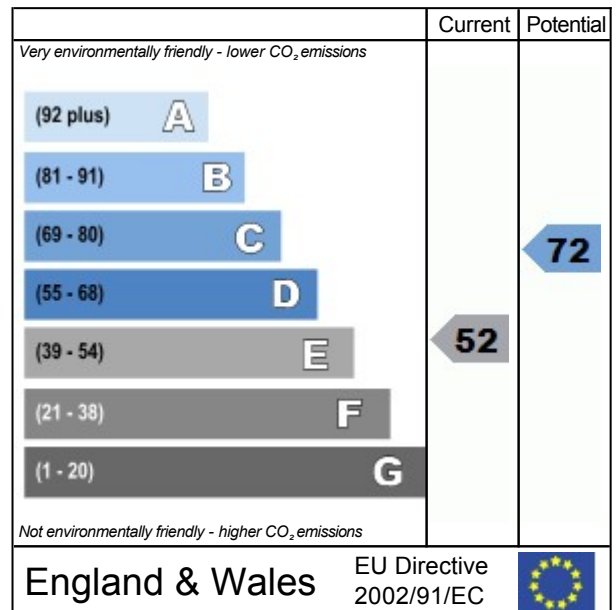 Current Potential
Very environmentally friendly - lower CO₂ emissions
(92 plus) A
(81 - 91) B
(69 - 80) C
72
(55 - 68) D
(39 - 54) E
52
(21 - 38) F
(1 - 20) G
Not environmentally friendly - higher CO₂ emissions
England & Wales
EU Directive
2002/91/EC